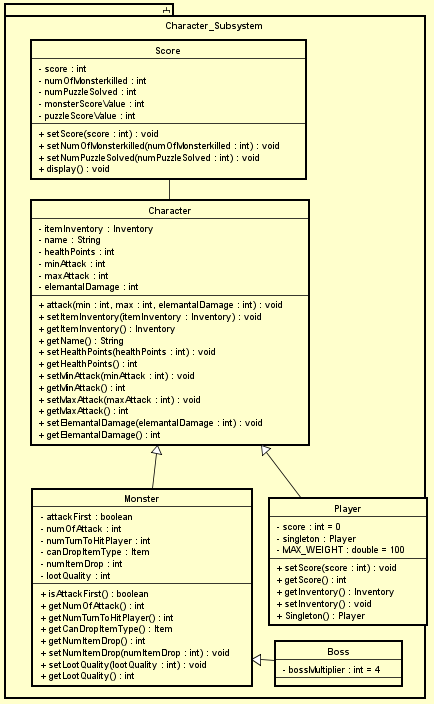 Character_Subsystem
Score
- score : int
- numOfMonsterkilled : int
- numPuzzleSolved : int
- monsterScoreValue : int
- puzzleScoreValue : int
+ setScore(score : int) : void
+ setNumOfMonsterkilled(numOfMonsterkilled : int) : void
+ setNumPuzzleSolved(numPuzzleSolved : int) : void
+ display() : void
Character
- itemInventory : Inventory
- name : String
- healthPoints : int
- minAttack : int
- maxAttack : int
- elemantalDamage : int
+ attack(min : int, max : int, elemantalDamage : int) : void
+ setItemInventory(itemInventory : Inventory) : void
+ getItemInventory() : Inventory
+ getName() : String
+ setHealthPoints(healthPoints : int) : void
+ getHealthPoints() : int
+ setMinAttack(minAttack : int) : void
+ getMinAttack() : int
+ setMaxAttack(maxAttack : int) : void
+ getMaxAttack() : int
+ setElemantalDamage(elemantalDamage : int) : void
+ getElemantalDamage() : int
Monster
- attackFirst : boolean
- numOfAttack : int
- numTurnToHitPlayer : int
- canDropItemType : Item
- numItemDrop : int
- lootQuality : int
+ isAttackFirst() : boolean
+ getNumOfAttack() : int
+ getNumTurnToHitPlayer() : int
+ getCanDropItemType() : Item
+ getNumItemDrop() : int
+ setNumItemDrop(numItemDrop : int) : void
+ setLootQuality(lootQuality : int) : void
+ getLootQuality() : int
Player
- score : int = 0
- singleton : Player
- MAX_WEIGHT : double = 100
+ setScore(score : int) : void
+ getScore() : int
+ getInventory() : Inventory
+ setInventory() : void
+ Singleton() : Player
Boss
- bossMultiplier : int = 4